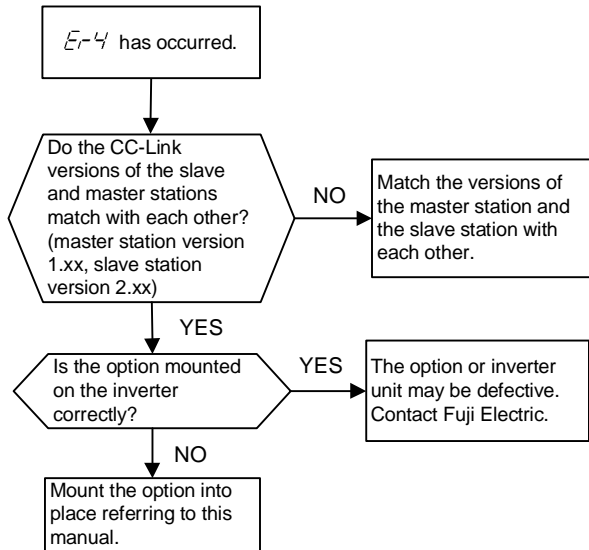 Er4 has occurred.
Do the CC-Link
versions of the slave
and master stations
match with each other?
(master station version
1.xx, slave station
version 2.xx)
NO
Match the versions of
the master station and
the slave station with
each other.
YES
Is the option mounted
on the inverter
correctly?
YES
The option or inverter
unit may be defective.
Contact Fuji Electric.
NO
Mount the option into
place referring to this
manual.